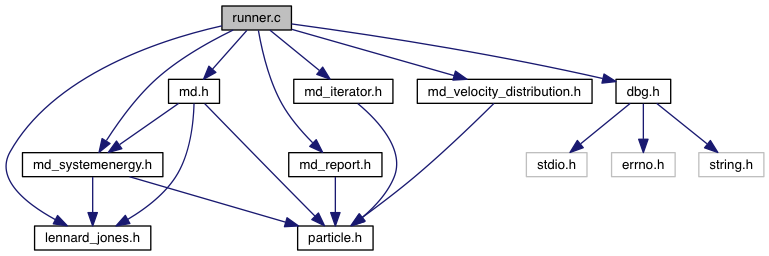 runner.c
md.h
md_iterator.h
md_velocity_distribution.h
dbg.h
md_systemenergy.h
md_report.h
stdio.h
errno.h
string.h
lennard_jones.h
particle.h